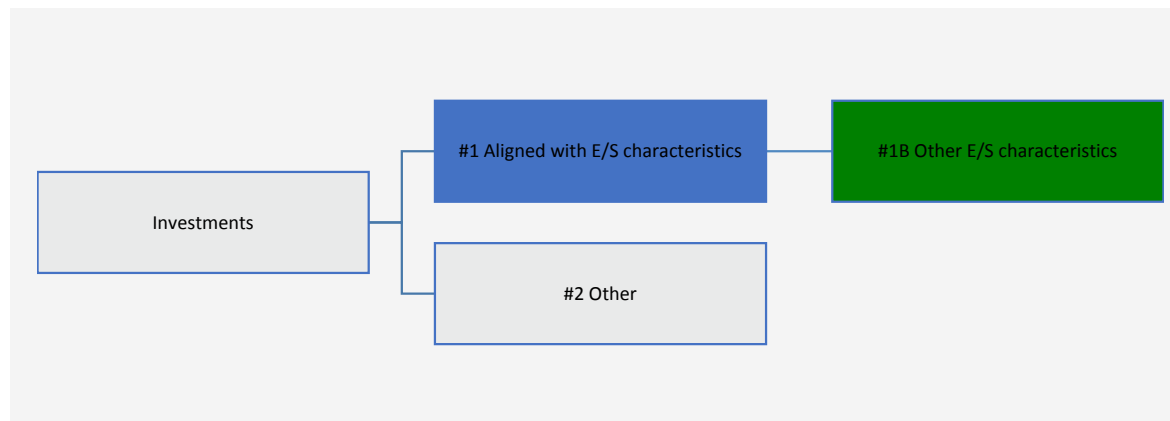 #1 Aligned with E/S characteristics
#1B Other E/S characteristics
Investments
#2 Other